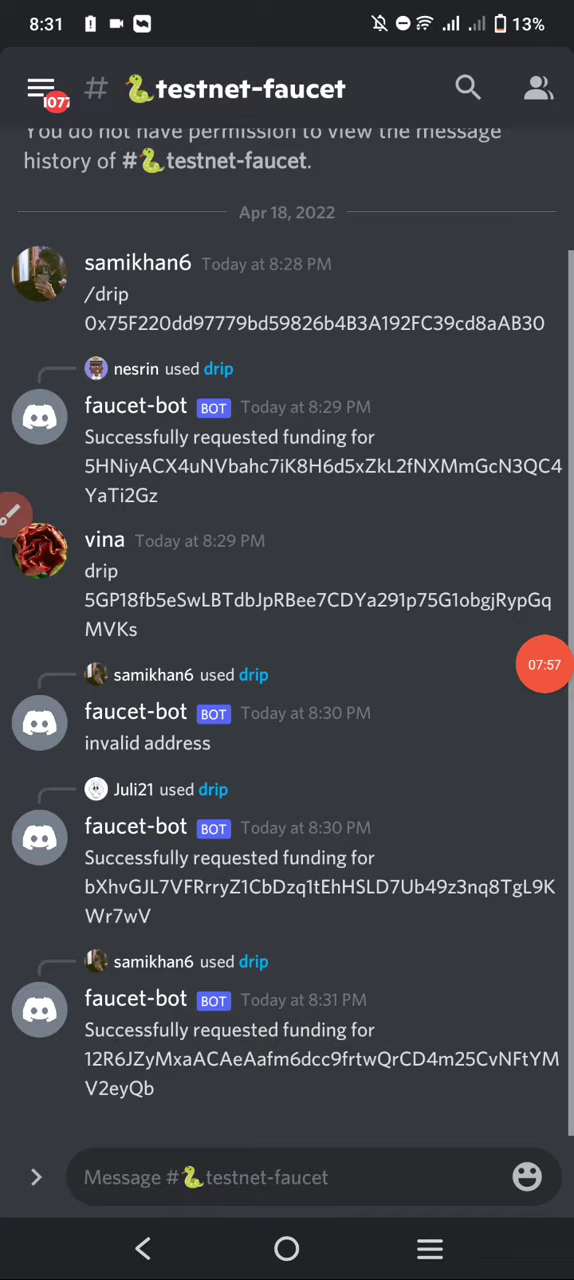 8:31 13%
1077 # 🐍testnet-faucet
You do not have permission to view the message
history of #🐍testnet-faucet.
Apr 18, 2022
samikhan6 Today at 8:28 PM
/drip
0x75F220dd97779bd59826b4B3A192FC39cd8aAB30
nesrin used drip
faucet-bot BOT Today at 8:29 PM
Successfully requested funding for
5HNiyACX4uNVbahc7iK8H6d5xZkL2fNXMmGcN3QC4
YaTi2Gz
vina Today at 8:29 PM
drip
5GP18fb5eSwLBTdbJpRBee7CDYa291p75G1obgjRypGq
MVKs
07:57
samikhan6 used drip
faucet-bot BOT Today at 8:30 PM
invalid address
Juli21 used drip
faucet-bot BOT Today at 8:30 PM
Successfully requested funding for
bXhvGJL7VFRrryZ1CbDzq1tEhHSLD7Ub49z3nq8TgL9K
Wr7wV
samikhan6 used drip
faucet-bot BOT Today at 8:31 PM
Successfully requested funding for
12R6JZyMxaACAeAafm6dcc9frtwQrCD4m25CvNFtYM
V2eyQb
Message #🐍testnet-faucet